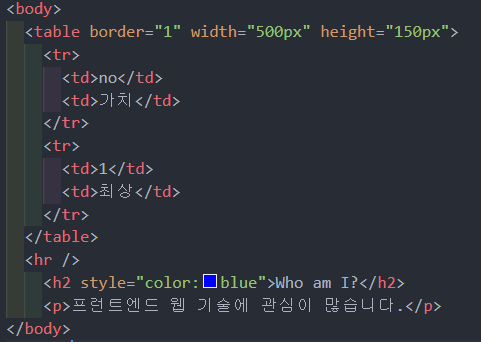 <body>
<table border="1" width="500px" height="150px">
<tr>
<td>no</td>
<td>가치</td>
</tr>
<tr>
<td>1</td>
<td>최상</td>
</tr>
</table>
<hr />
<h2 style="color:blue">Who am I?</h2>
<p>프런트엔드 웹 기술에 관심이 많습니다.</p>
</body>